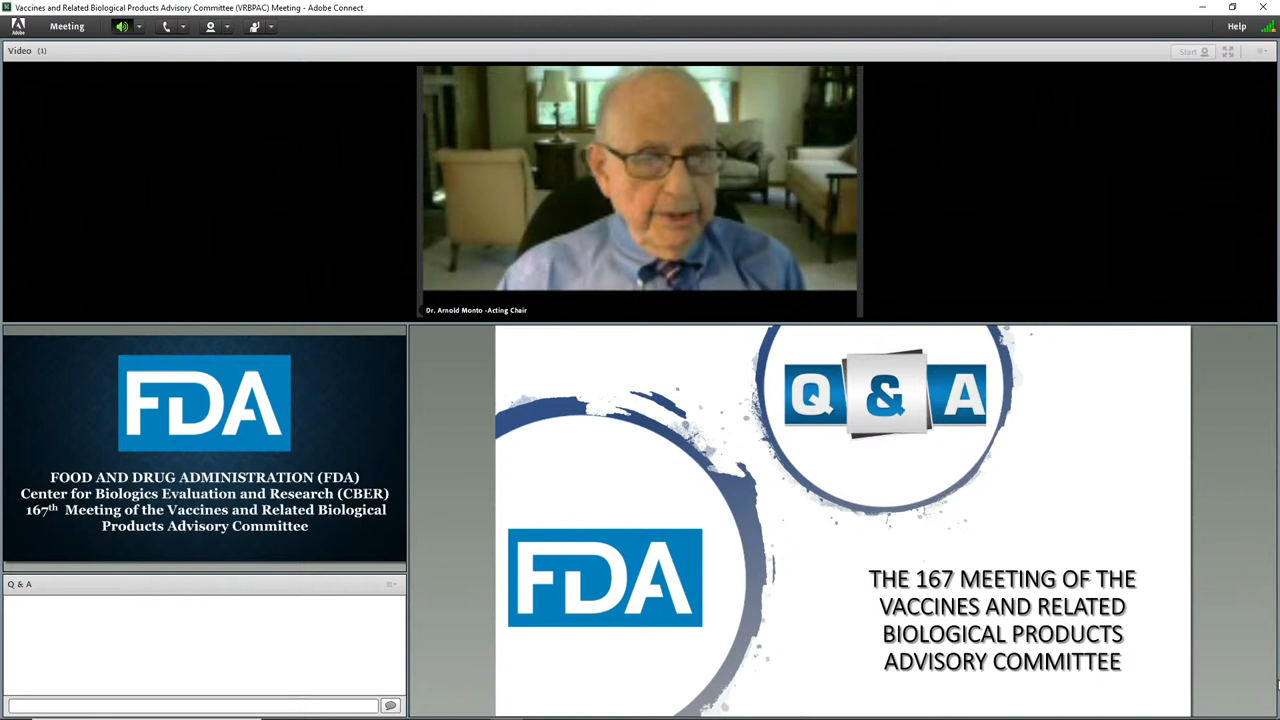 Vaccines and Related Biological Products Advisory Committee (VRBPAC) Meeting - Adobe Connect
Adobe
Meeting
Help
Video (1)
Start
Dr. Arnold Monto -Acting Chair
FDA
FOOD AND DRUG ADMINISTRATION (FDA)
Center for Biologics Evaluation and Research (CBER)
167th Meeting of the Vaccines and Related Biological
Products Advisory Committee
Q & A
Q & A
FDA
THE 167 MEETING OF THE
VACCINES AND RELATED
BIOLOGICAL PRODUCTS
ADVISORY COMMITTEE